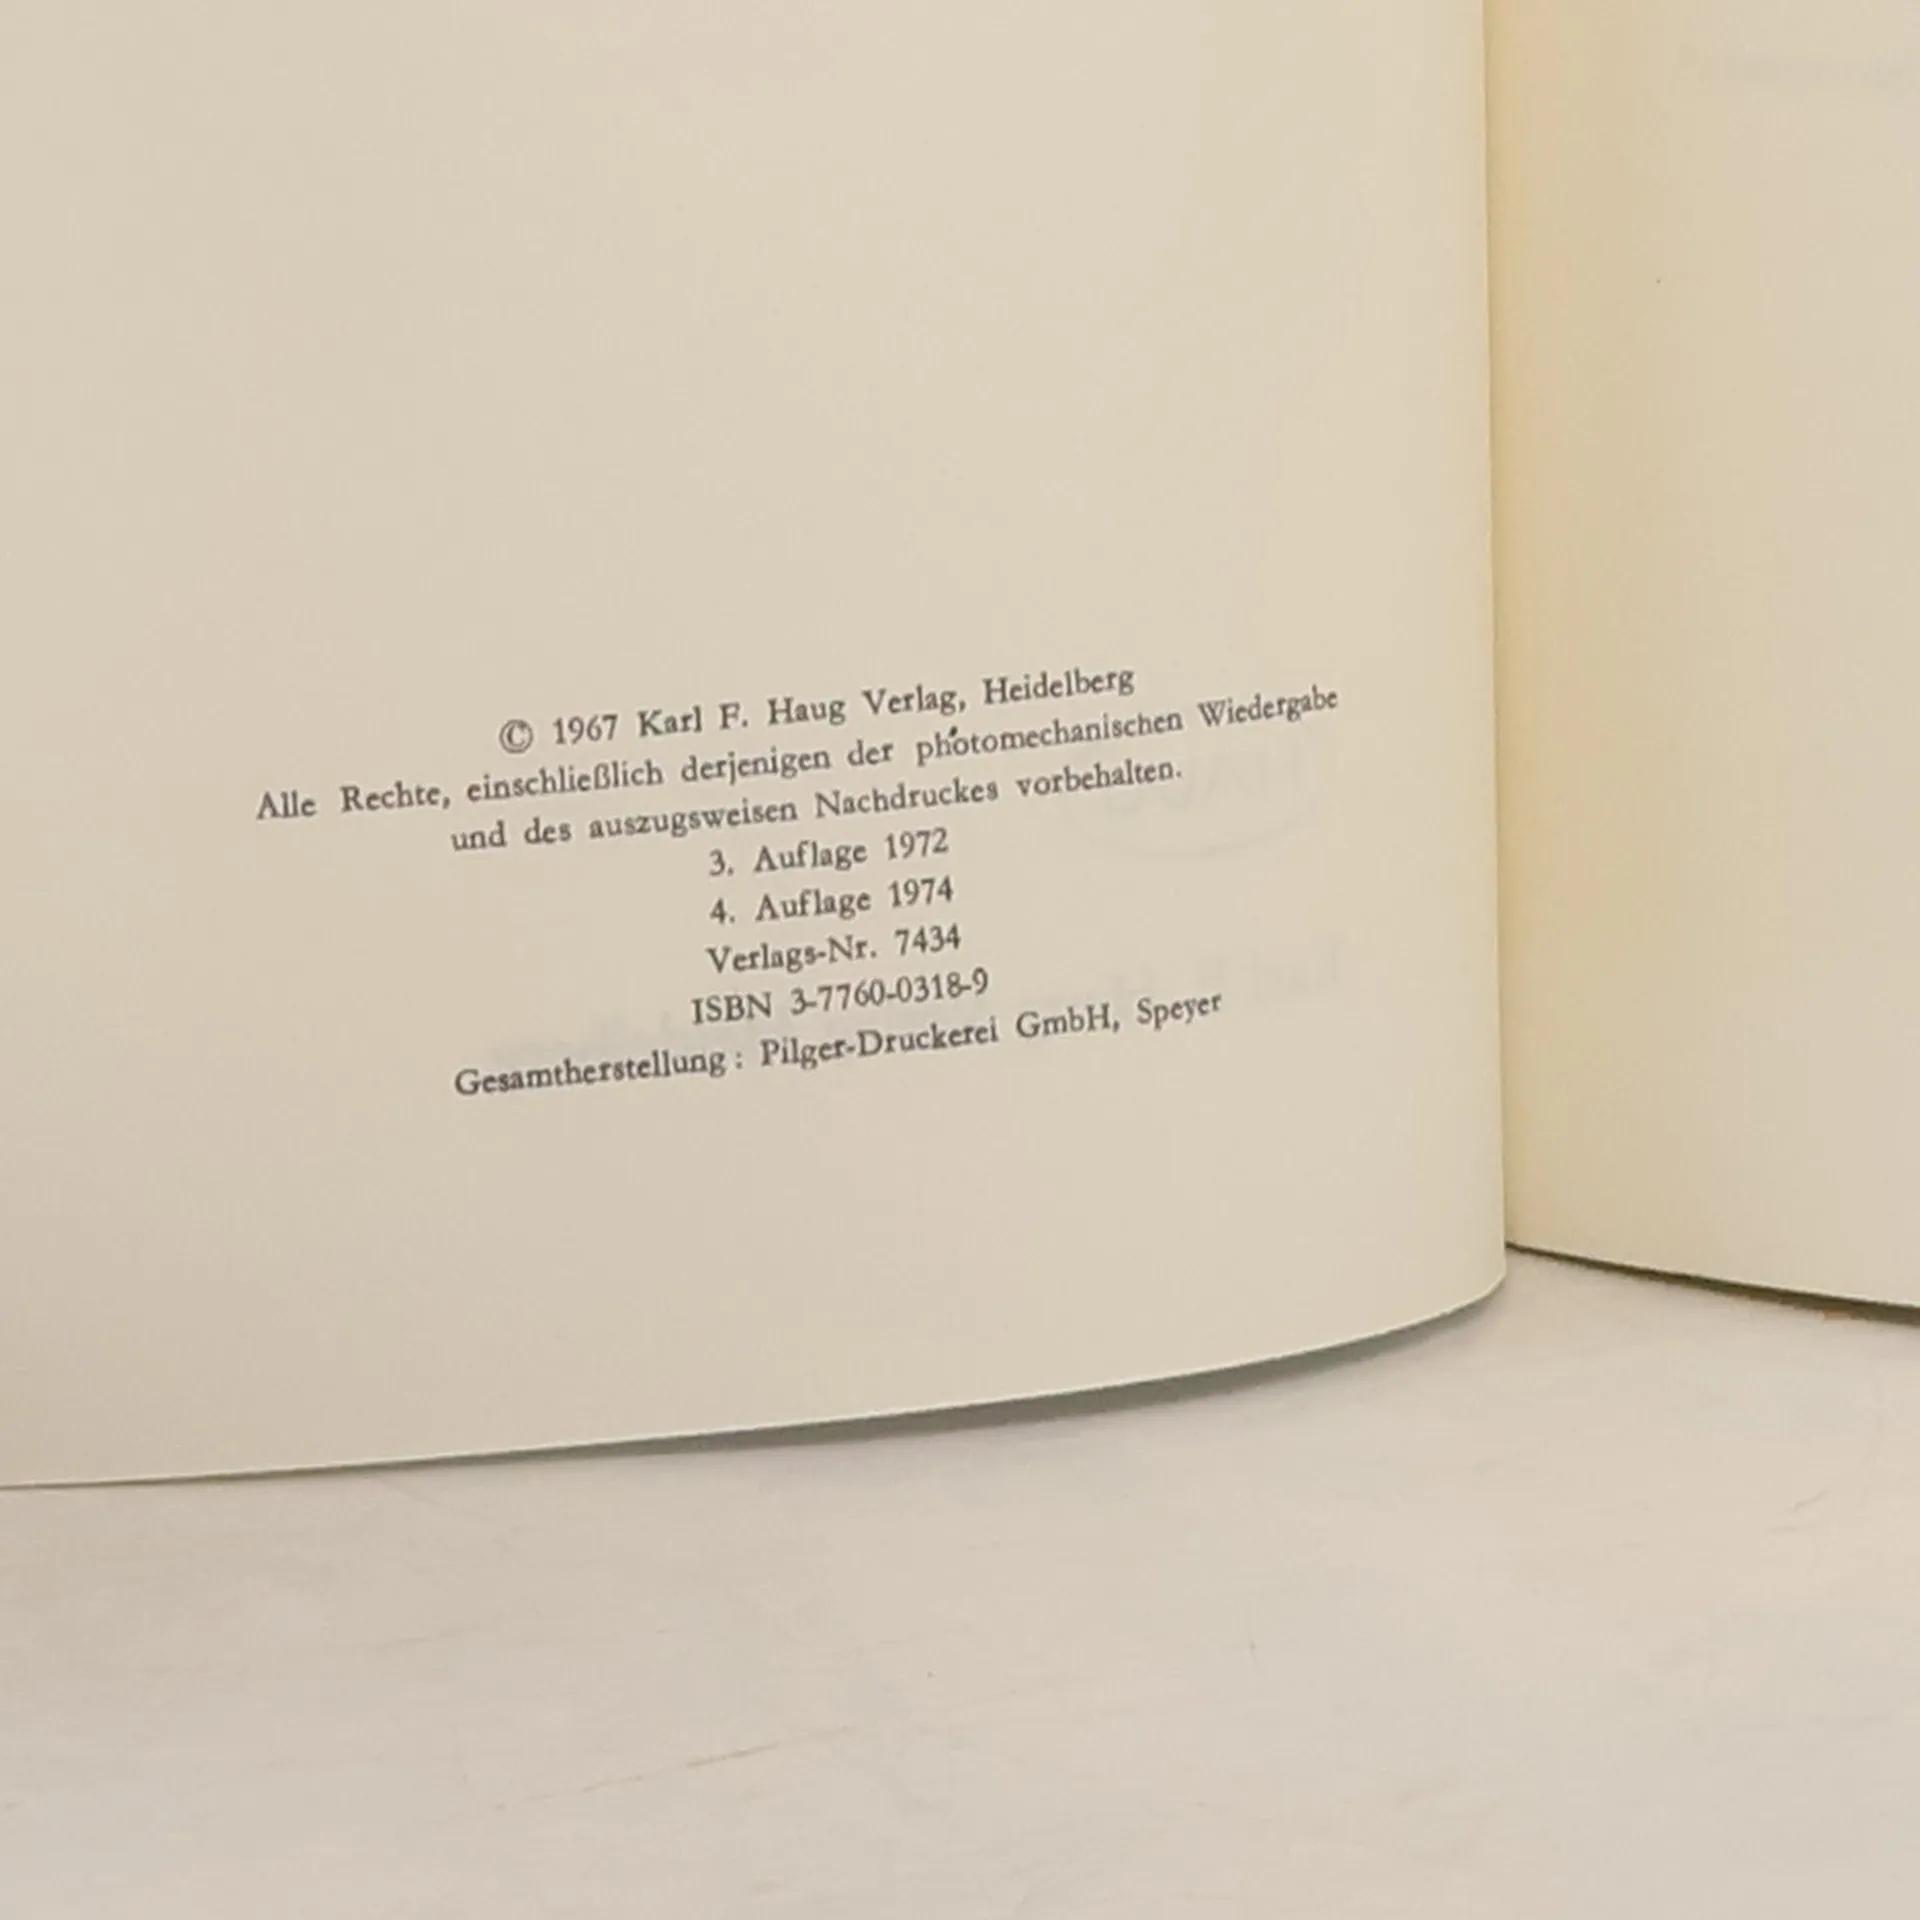 © 1967 Karl F. Haug Verlag, Heidelberg
Alle Rechte, einschließlich derjenigen der photomechanischen Wiedergabe
und des auszugsweisen Nachdruckes vorbehalten.
3. Auflage 1972
4. Auflage 1974
Verlags-Nr. 7434
ISBN 3-7760-0318-9
Gesamtherstellung: Pilger-Druckerei GmbH, Speyer